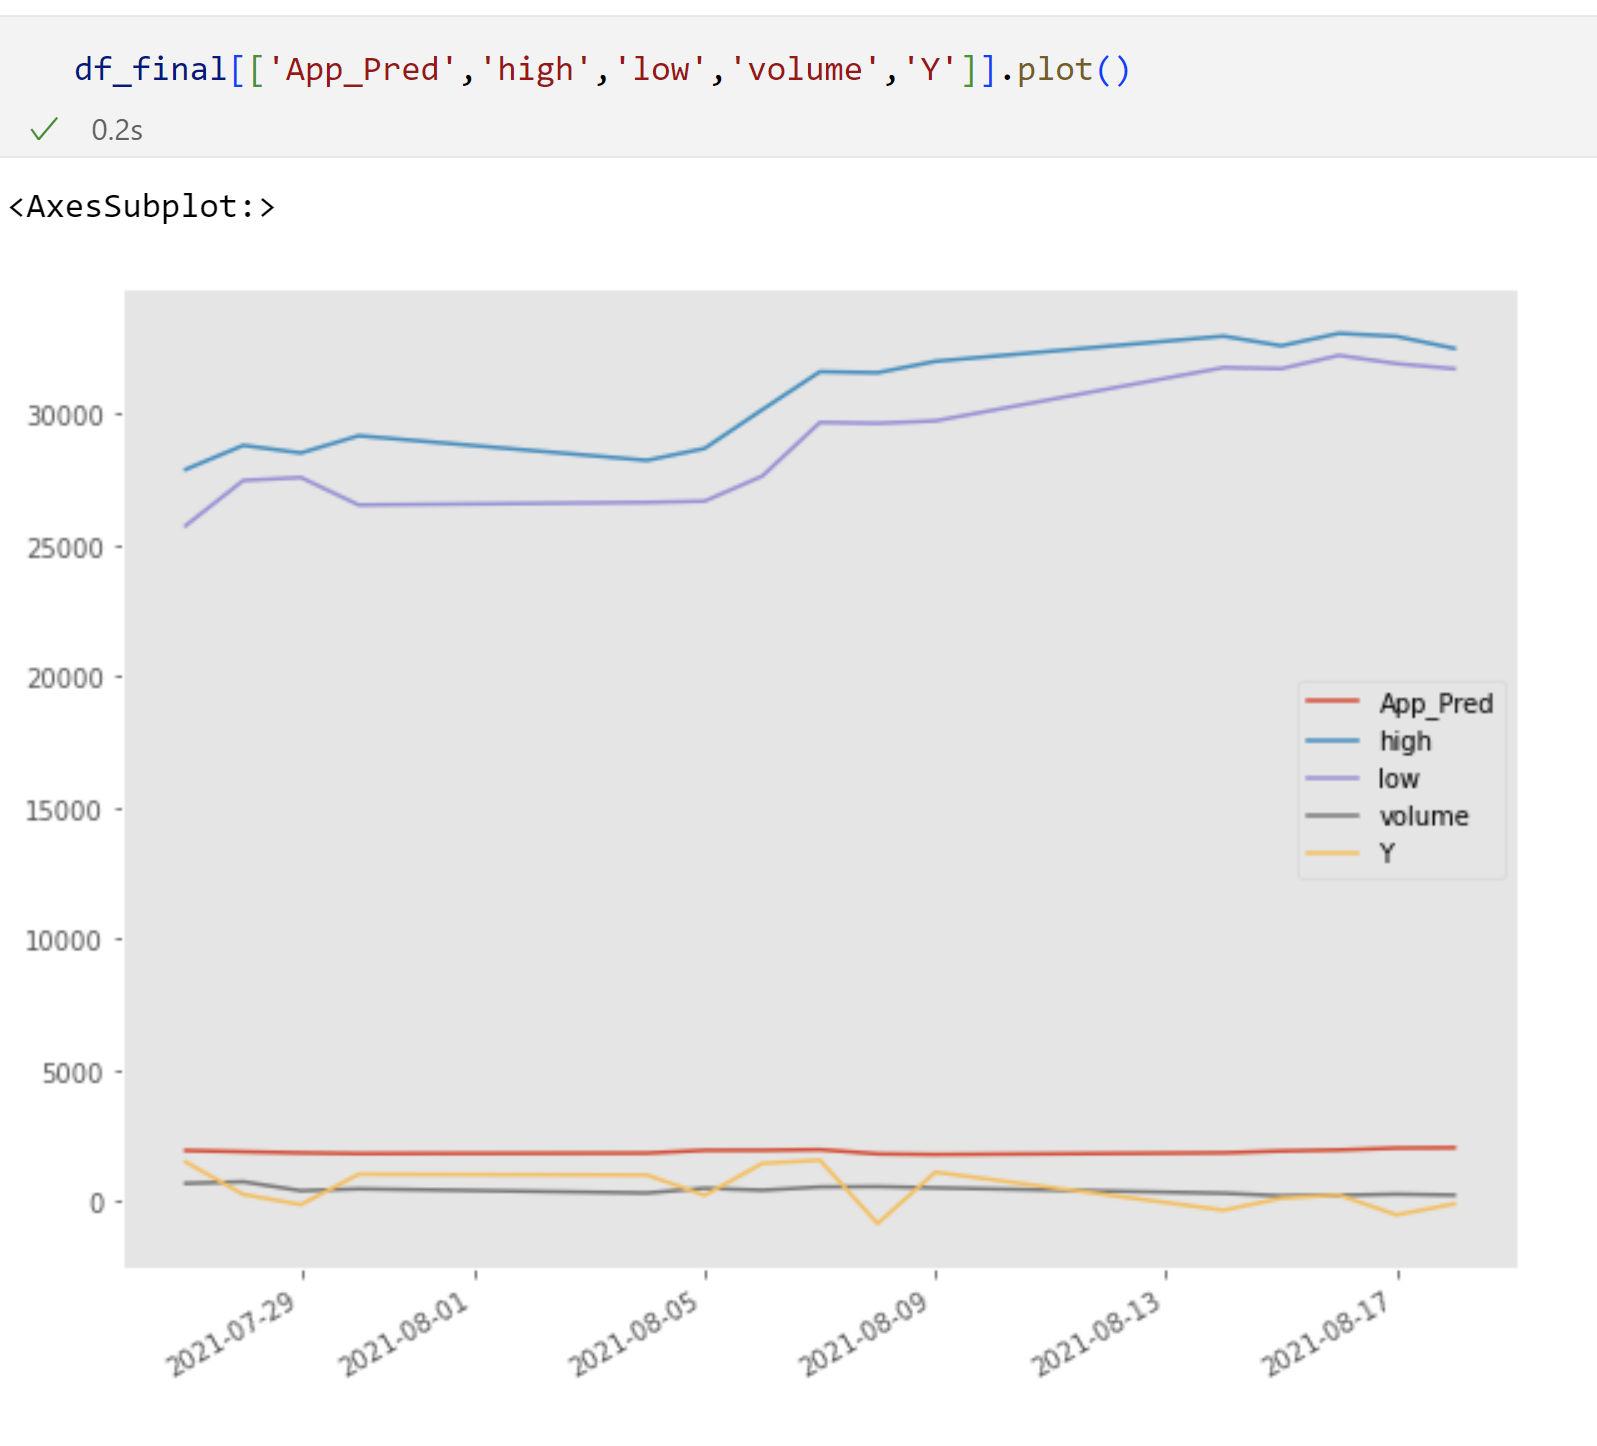 df_final[['App_Pred','high','low','volume','Y']].plot()
0.2s
<AxesSubplot:>
30000
25000
20000
15000
10000
5000
0
App_Pred
high
low
volume
Y
2021-07-29
2021-08-01
2021-08-05
2021-08-09
2021-08-13
2021-08-17